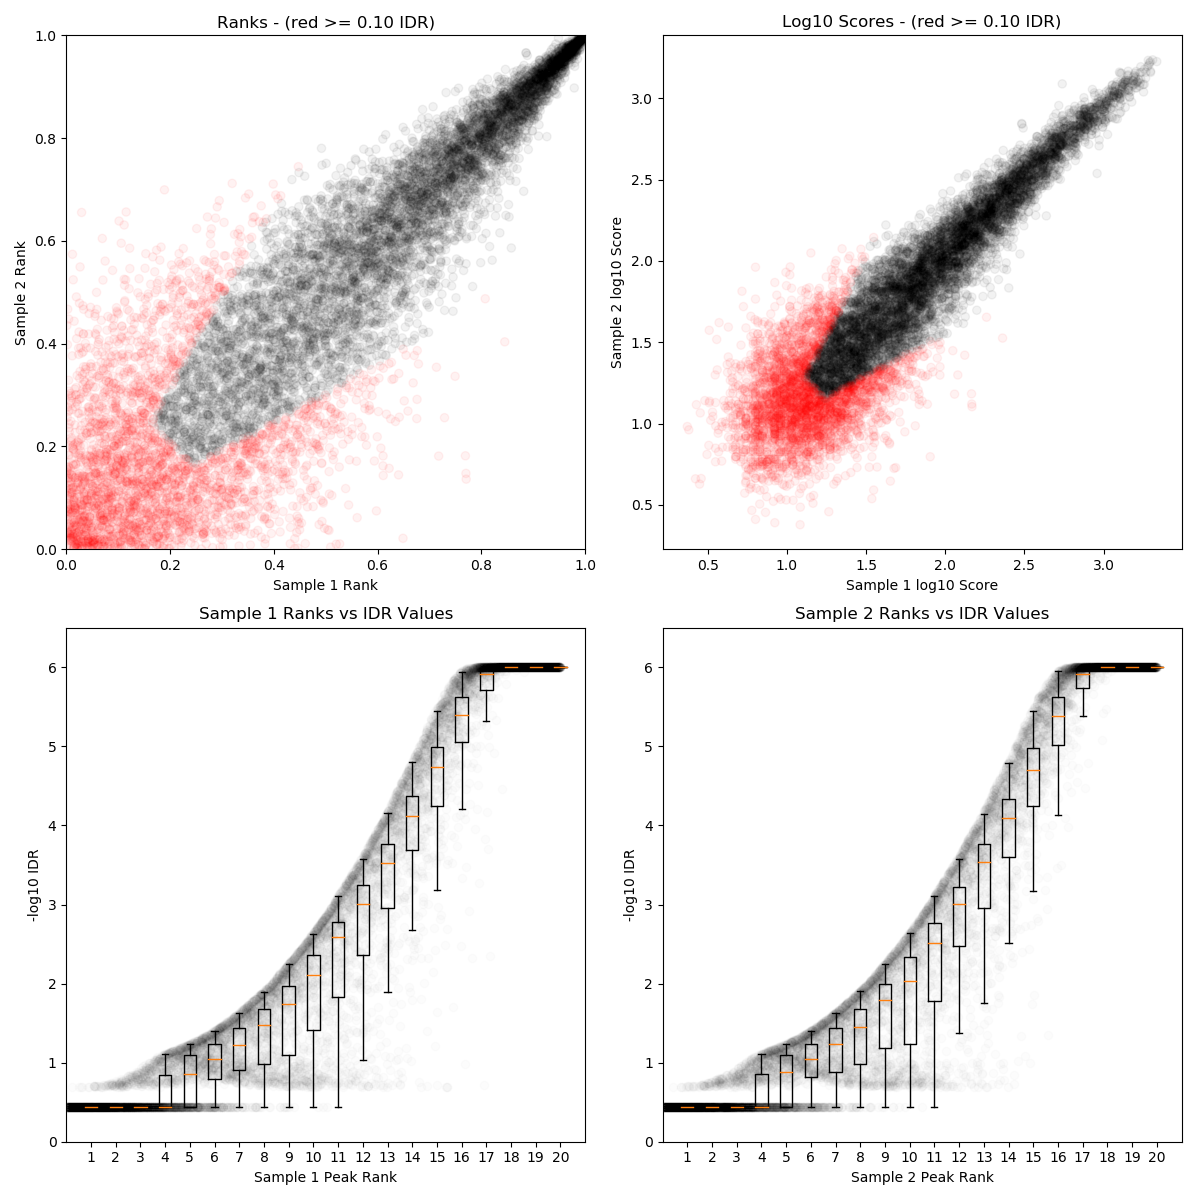 Ranks - (red >= 0.10 IDR)
1.0
0.8
0.6
0.4
0.2
0.0
Sample 2 Rank
0.0 0.2 0.4 0.6 0.8 1.0
Sample 1 Rank
Log10 Scores - (red >= 0.10 IDR)
3.0
2.5
2.0
1.5
1.0
0.5
Sample 2 log10 Score
0.5 1.0 1.5 2.0 2.5 3.0
Sample 1 log10 Score
Sample 1 Ranks vs IDR Values
6
5
4
3
2
1
0
-log10 IDR
1 2 3 4 5 6 7 8 9 10 11 12 13 14 15 16 17 18 19 20
Sample 1 Peak Rank
Sample 2 Ranks vs IDR Values
6
5
4
3
2
1
0
-log10 IDR
1 2 3 4 5 6 7 8 9 10 11 12 13 14 15 16 17 18 19 20
Sample 2 Peak Rank